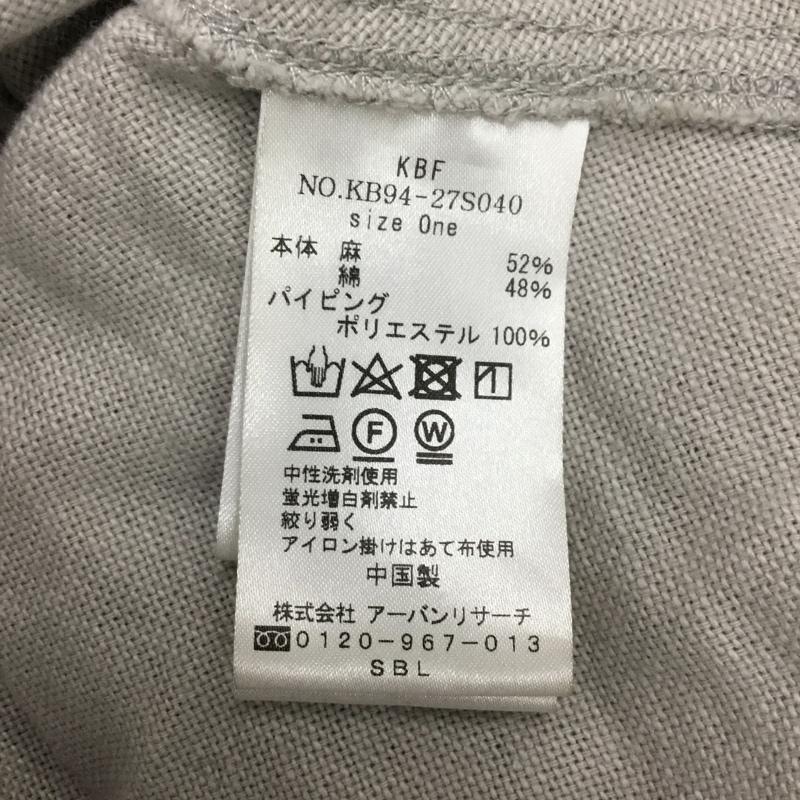 KBF
NO.KB94-27S040
size One
本体 麻 52%
綿 48%
パイピング
ポリエステル 100%
F W
中性洗剤使用
蛍光増白剤禁止
絞り弱く
アイロン掛けはあて布使用
中国製
株式会社 アーバンリサーチ
0120-967-013
SBL